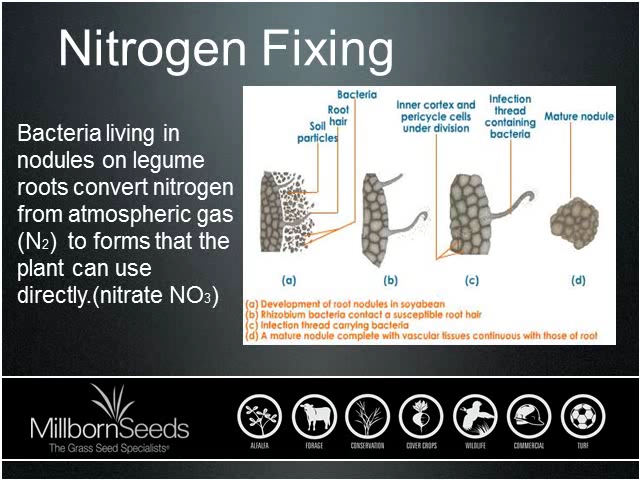 Nitrogen Fixing
Bacteria living in
nodules on legume
roots convert nitrogen
from atmospheric gas
(N₂) to forms that the
plant can use
directly.(nitrate NO₃)
Bacteria
Root
hair
Soil
particles
Inner cortex and
pericycle cells
under division
Infection
thread
containing
bacteria
Mature nodule
(a)
(b)
(c)
(d)
(a) Development of root nodules in soyabean
(b) Rhizobium bacteria contact a susceptible root hair
(c) Infection thread carrying bacteria
(d) A mature nodule complete with vascular tissues continuous with those of root
MillbornSeeds
The Grass Seed Specialists®
ALFALFA
FORAGE
CONSERVATION
COVER CROPS
WILDLIFE
COMMERCIAL
TURF